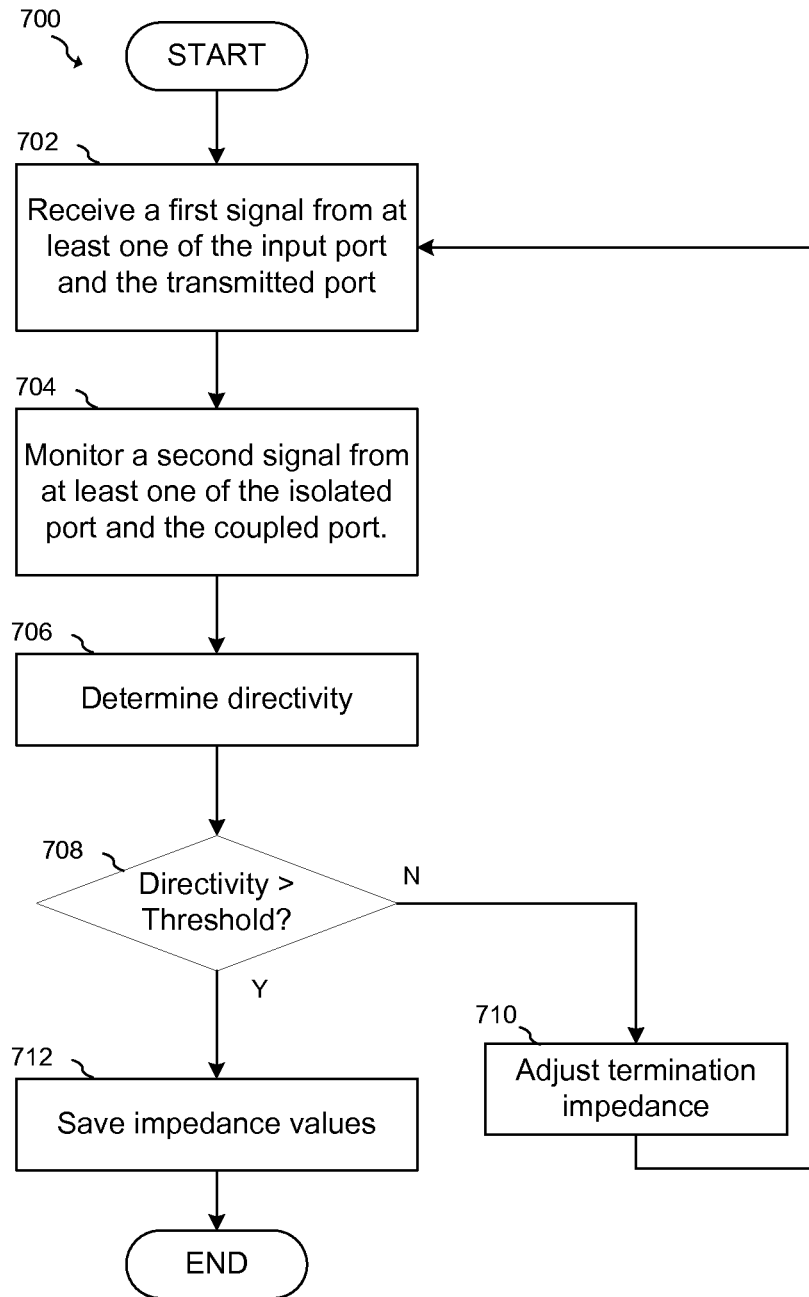 700
START
702
Receive a first signal from at
least one of the input port
and the transmitted port
704
Monitor a second signal from
at least one of the isolated
port and the coupled port.
706
Determine directivity
708
Directivity >
Threshold?
N
Y
710
Adjust termination
impedance
712
Save impedance values
END